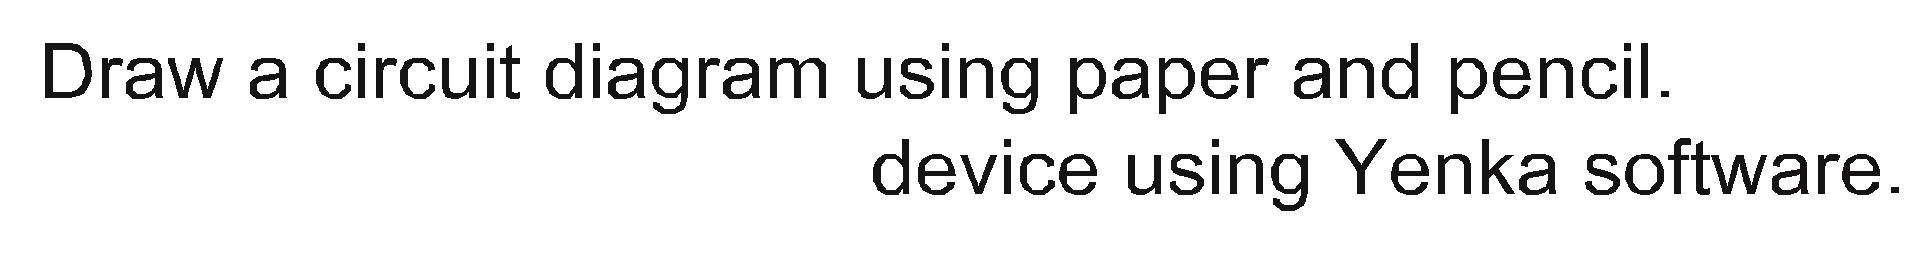 Draw a circuit diagram using paper and pencil.
device using Yenka software.